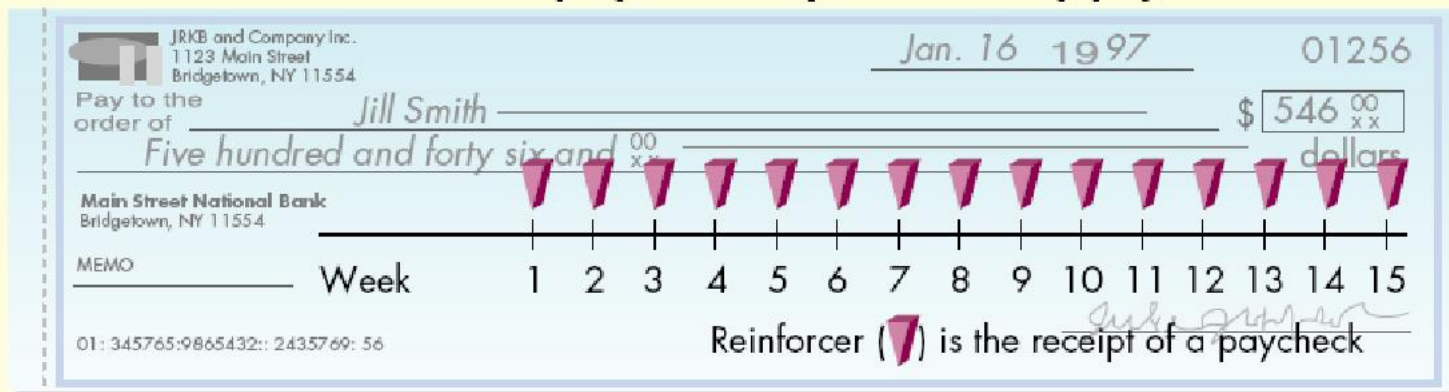 JRKB and Company Inc.
1123 Main Street
Bridgetown, NY 11554
Jan. 16 1997 01256
Pay to the
order of Jill Smith $ 546 00
xx
Five hundred and forty six and 00
xx dollars
Main Street National Bank
Bridgetown, NY 11554
MEMO
Week 1 2 3 4 5 6 7 8 9 10 11 12 13 14 15
Reinforcer ( ) is the receipt of a paycheck
01: 345765:9865432:: 2435769: 56